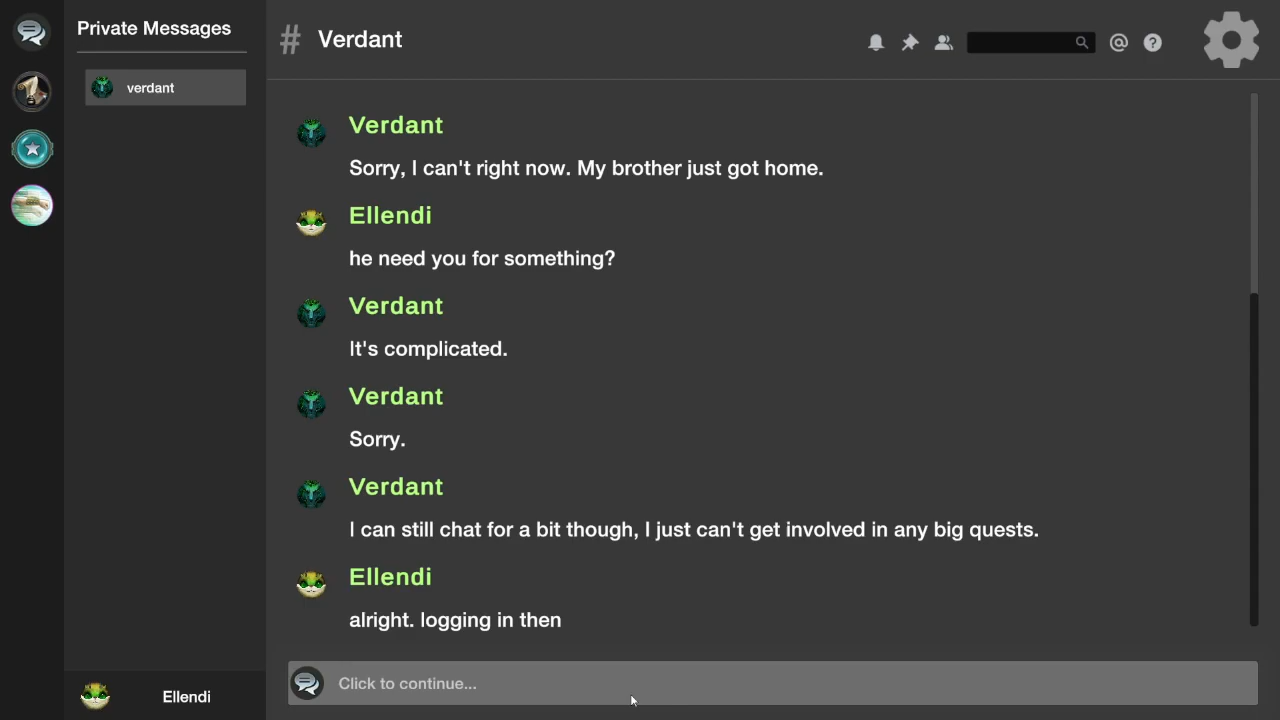 Private Messages
verdant
# Verdant
Verdant
Sorry, I can't right now. My brother just got home.
Ellendi
he need you for something?
Verdant
It's complicated.
Verdant
Sorry.
Verdant
I can still chat for a bit though, I just can't get involved in any big quests.
Ellendi
alright. logging in then
Click to continue...
Ellendi